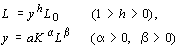 L = y^h L_0 (1 > h > 0),
y = aK^α L^β (α > 0, β > 0)